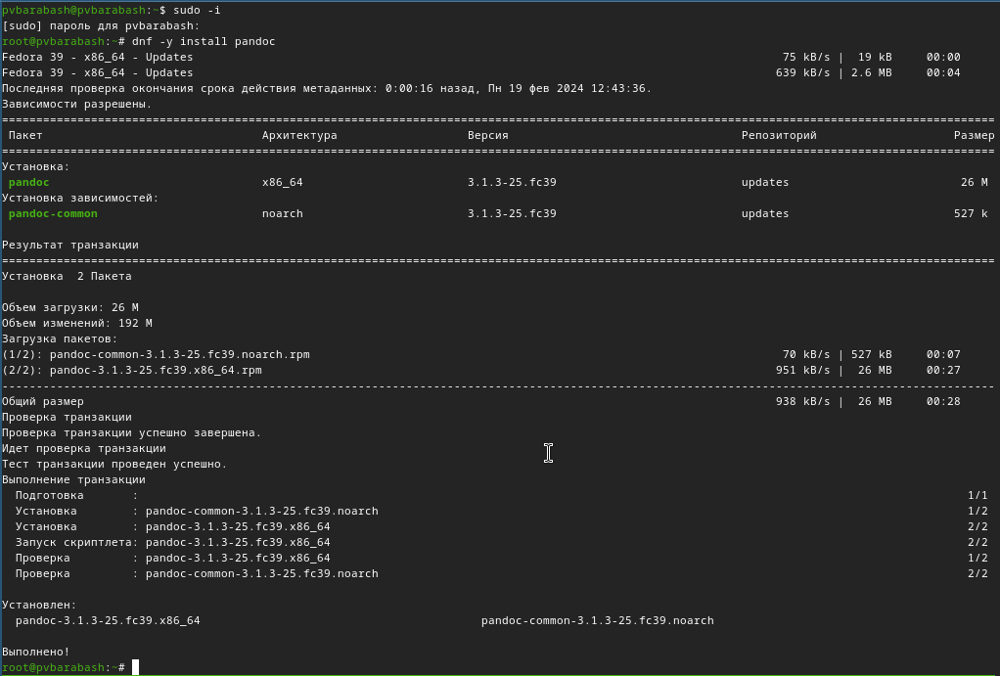 pvbarabash@pvbarabash:~$ sudo -i
[sudo] пароль для pvbarabash:
root@pvbarabash:~# dnf -y install pandoc
Fedora 39 - x86_64 - Updates 75 kB/s | 19 kB 00:00
Fedora 39 - x86_64 - Updates 639 kB/s | 2.6 MB 00:04
Последняя проверка окончания срока действия метаданных: 0:00:16 назад, Пн 19 фев 2024 12:43:36.
Зависимости разрешены.
================================================================================
Пакет Архитектура Версия Репозиторий Размер
================================================================================
Установка:
pandoc x86_64 3.1.3-25.fc39 updates 26 M
Установка зависимостей:
pandoc-common noarch 3.1.3-25.fc39 updates 527 k
Результат транзакции
================================================================================
Установка 2 Пакета
Объем загрузки: 26 M
Объем изменений: 192 M
Загрузка пакетов:
(1/2): pandoc-common-3.1.3-25.fc39.noarch.rpm 70 kB/s | 527 kB 00:07
(2/2): pandoc-3.1.3-25.fc39.x86_64.rpm 951 kB/s | 26 MB 00:27
--------------------------------------------------------------------------------
Общий размер 938 kB/s | 26 MB 00:28
Проверка транзакции
Проверка транзакции успешно завершена.
Идет проверка транзакции
Тест транзакции проведен успешно.
Выполнение транзакции
Подготовка : 1/1
Установка : pandoc-common-3.1.3-25.fc39.noarch 1/2
Установка : pandoc-3.1.3-25.fc39.x86_64 2/2
Запуск скриптлета: pandoc-3.1.3-25.fc39.x86_64 2/2
Проверка : pandoc-3.1.3-25.fc39.x86_64 1/2
Проверка : pandoc-common-3.1.3-25.fc39.noarch 2/2
Установлен:
pandoc-3.1.3-25.fc39.x86_64 pandoc-common-3.1.3-25.fc39.noarch
Выполнено!
root@pvbarabash:~#